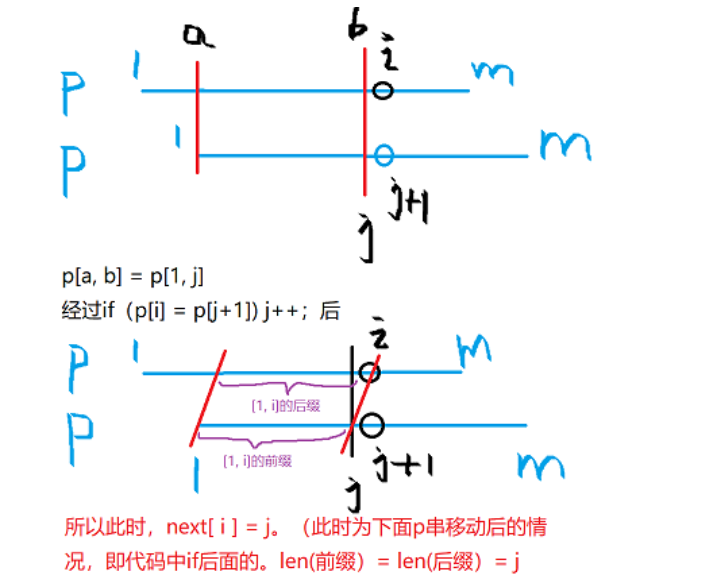 a b i
P 1 m
P 1 m
j j+1
p[a, b] = p[1, j]
经过if（p[i] = p[j+1]) j++；后
i
P 1 m
[1, i]的后缀
P
[1, i]的前缀
1 j j+1 m
所以此时，next[ i ] = j。（此时为下面p串移动后的情
况，即代码中if后面的。len(前缀）= len(后缀）= j